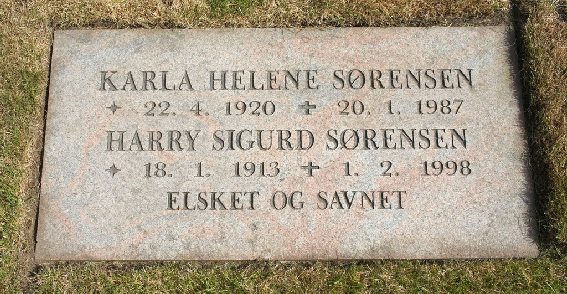 KARLA HELENE SØRENSEN
✦ 22. 4. 1920 ✝ 20. 1. 1987
HARRY SIGURD SØRENSEN
✦ 18. 1. 1913 ✝ 1. 2. 1998
ELSKET OG SAVNET